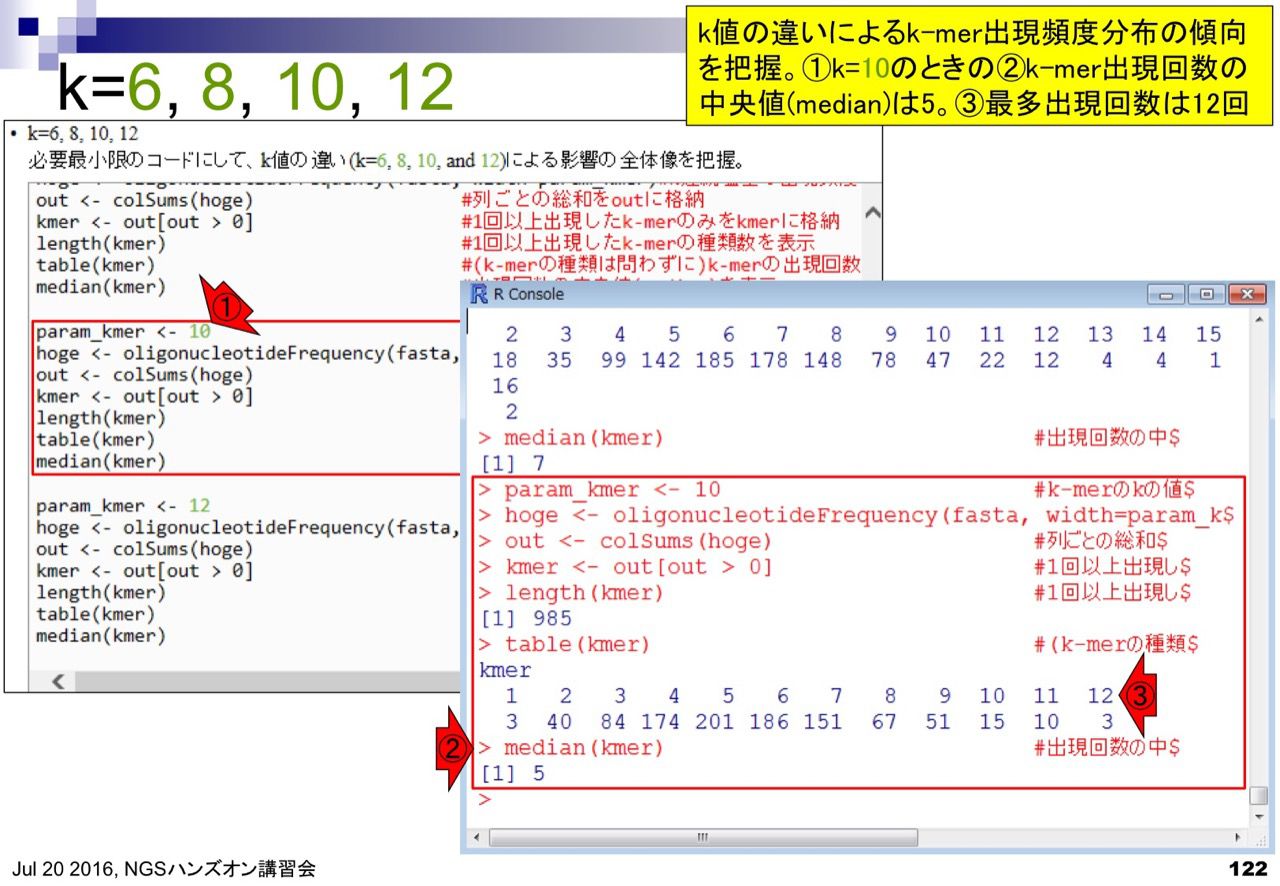 k値の違いによるk-mer出現頻度分布の傾向
を把握。①k=10のときの②k-mer出現回数の
中央値(median)は5。③最多出現回数は12回
k=6, 8, 10, 12
• k=6, 8, 10, 12
必要最小限のコードにして、k値の違い(k=6, 8, 10, and 12)による影響の全体像を把握。
out <- colSums(hoge) #列ごとの総和をoutに格納
kmer <- out[out > 0] #1回以上出現したk-merのみをkmerに格納
length(kmer) #1回以上出現したk-merの種類数を表示
table(kmer) #(k-merの種類は問わずに)k-merの出現回数
median(kmer)
①
param_kmer <- 10
hoge <- oligonucleotideFrequency(fasta,
out <- colSums(hoge)
kmer <- out[out > 0]
length(kmer)
table(kmer)
median(kmer)
param_kmer <- 12
hoge <- oligonucleotideFrequency(fasta,
out <- colSums(hoge)
kmer <- out[out > 0]
length(kmer)
table(kmer)
median(kmer)
R Console
2 3 4 5 6 7 8 9 10 11 12 13 14 15
18 35 99 142 185 178 148 78 47 22 12 4 4 1
16
2
> median(kmer) #出現回数の中$
[1] 7
> param_kmer <- 10 #k-merのkの値$
> hoge <- oligonucleotideFrequency(fasta, width=param_k$
> out <- colSums(hoge) #列ごとの総和$
> kmer <- out[out > 0] #1回以上出現し$
> length(kmer) #1回以上出現し$
[1] 985
> table(kmer) #(k-merの種類$
kmer
1 2 3 4 5 6 7 8 9 10 11 12 ③
3 40 84 174 201 186 151 67 51 15 10 3
② > median(kmer) #出現回数の中$
[1] 5
>
Jul 20 2016, NGSハンズオン講習会
122